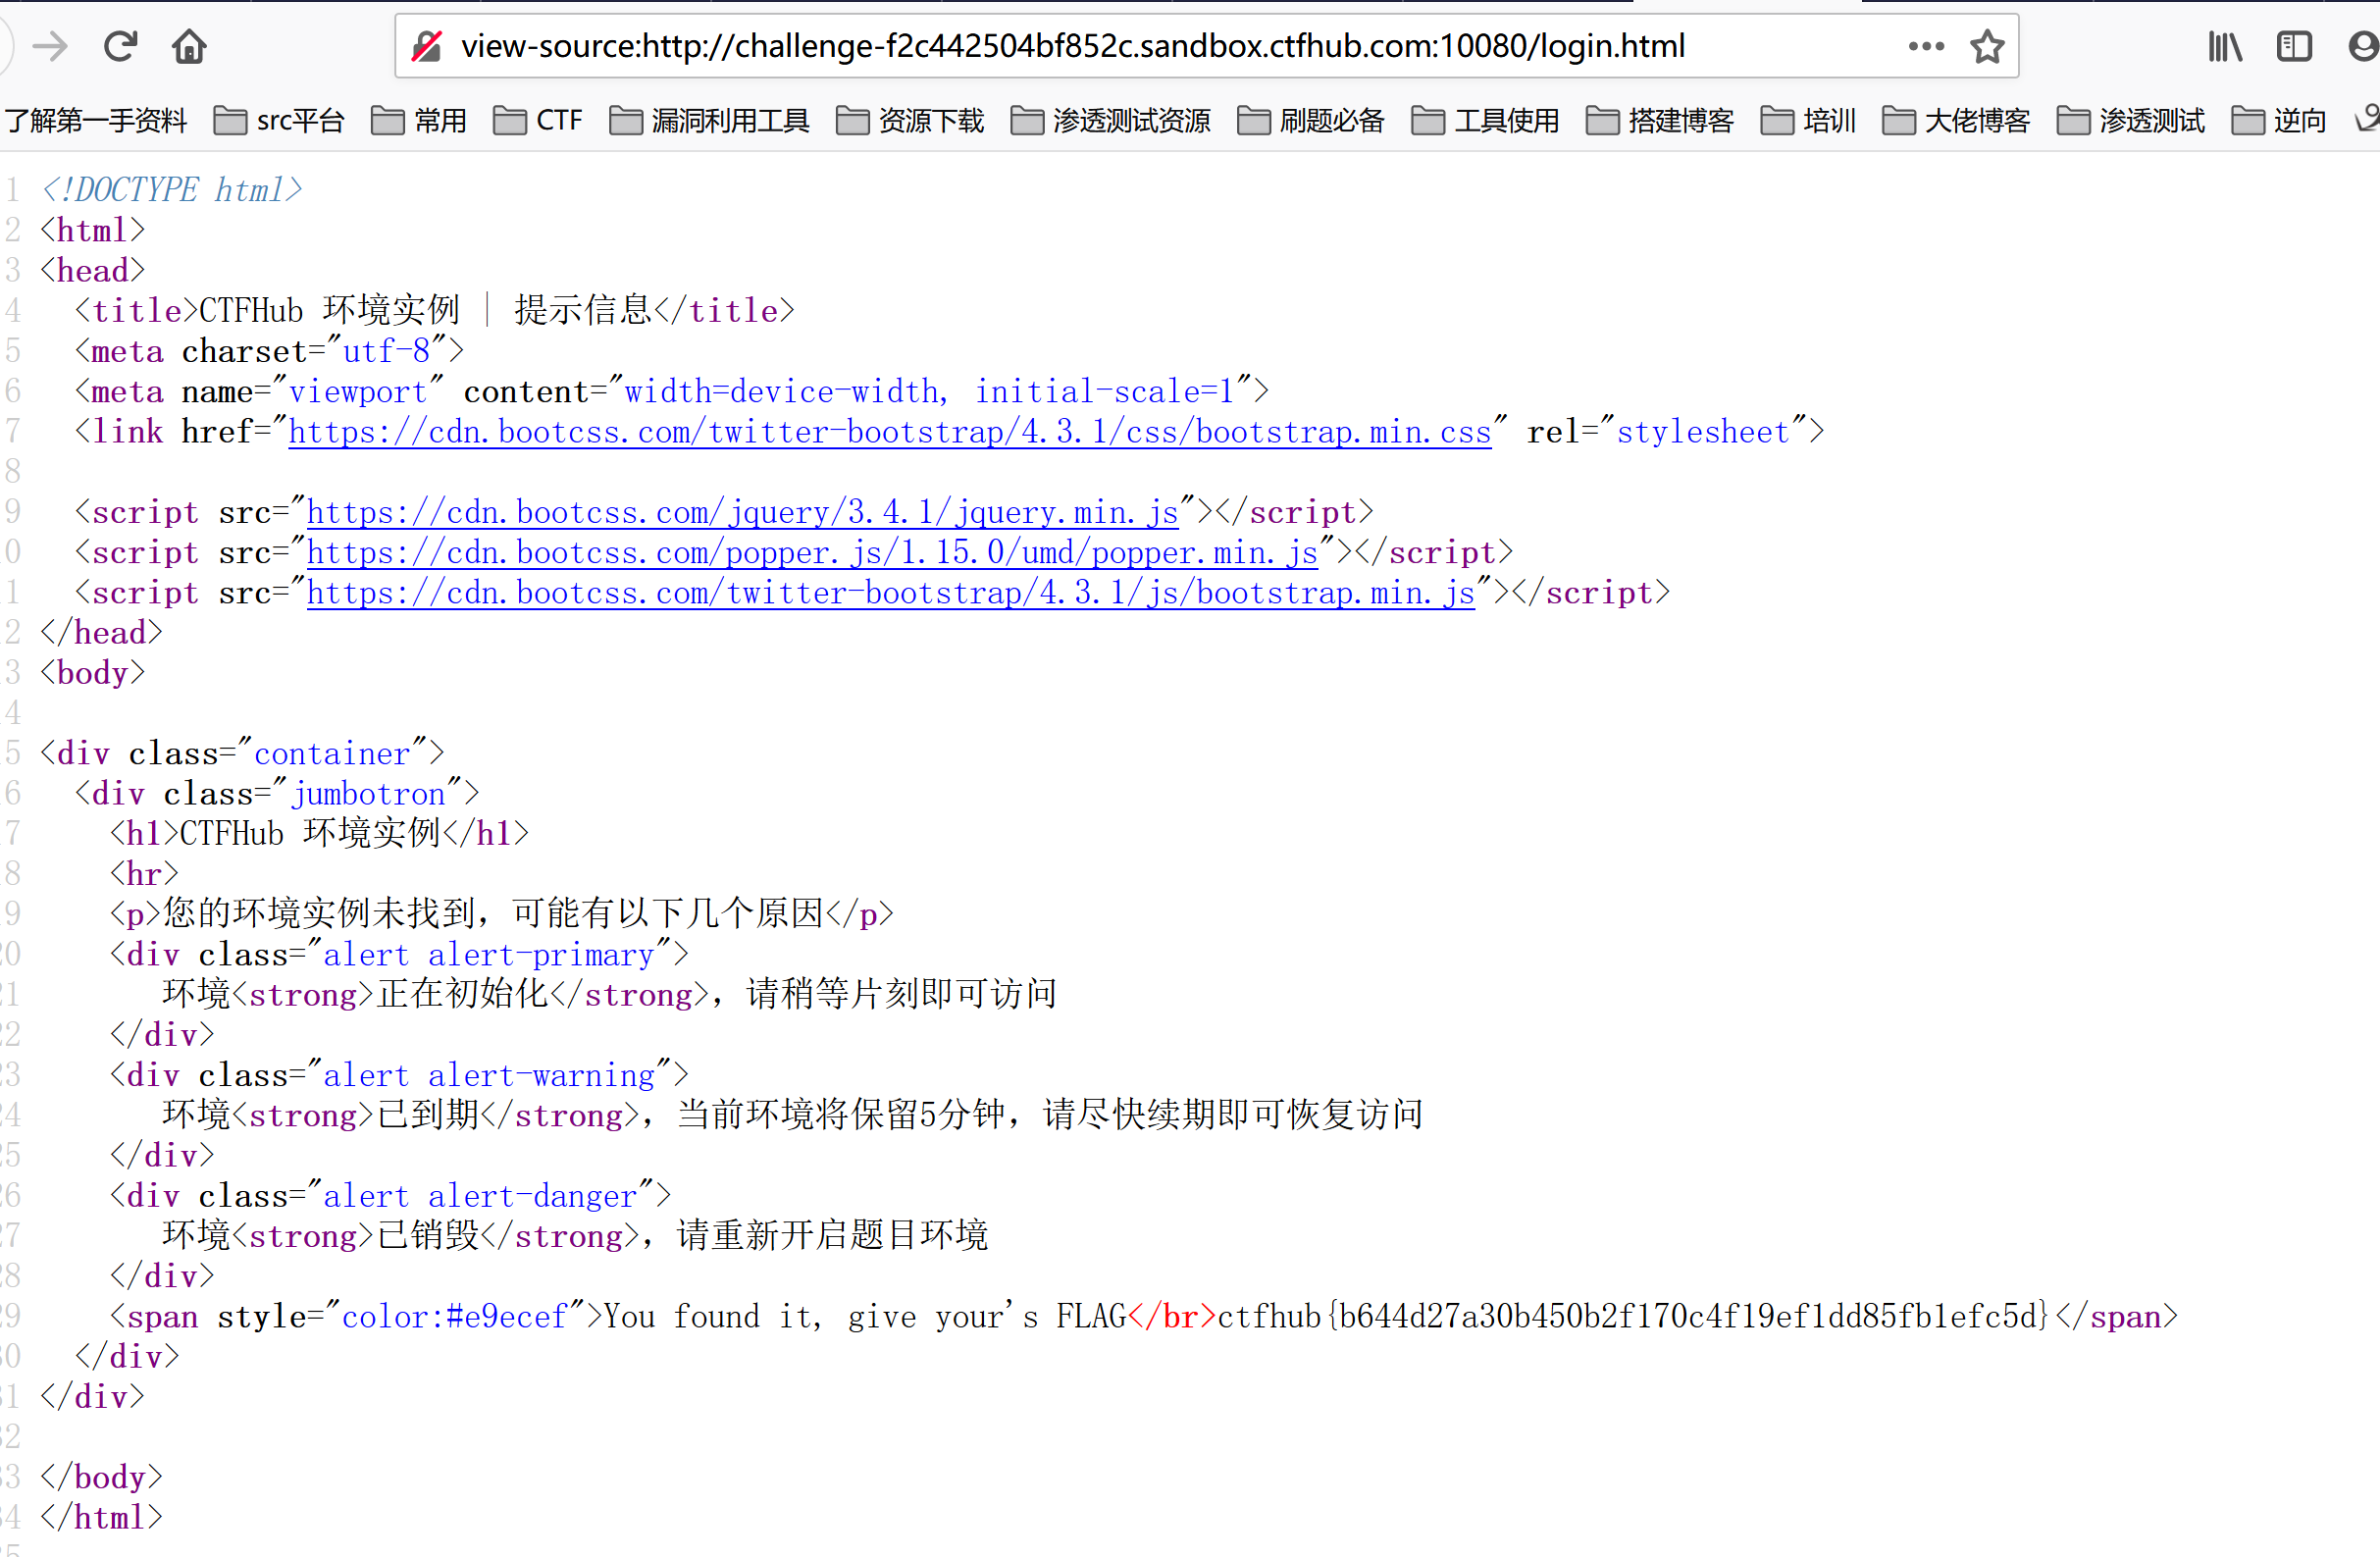 view-source:http://challenge-f2c442504bf852c.sandbox.ctfhub.com:10080/login.html
了解第一手资料 src平台 常用 CTF 漏洞利用工具 资源下载 渗透测试资源 刷题必备 工具使用 搭建博客 培训 大佬博客 渗透测试 逆向
1 <!DOCTYPE html>
2 <html>
3 <head>
4 <title>CTFHub 环境实例 | 提示信息</title>
5 <meta charset="utf-8">
6 <meta name="viewport" content="width=device-width, initial-scale=1">
7 <link href="https://cdn.bootcss.com/twitter-bootstrap/4.3.1/css/bootstrap.min.css" rel="stylesheet">
8
9 <script src="https://cdn.bootcss.com/jquery/3.4.1/jquery.min.js"></script>
0 <script src="https://cdn.bootcss.com/popper.js/1.15.0/umd/popper.min.js"></script>
1 <script src="https://cdn.bootcss.com/twitter-bootstrap/4.3.1/js/bootstrap.min.js"></script>
2 </head>
3 <body>
4
5 <div class="container">
6 <div class="jumbotron">
7 <h1>CTFHub 环境实例</h1>
8 <hr>
9 <p>您的环境实例未找到，可能有以下几个原因</p>
20 <div class="alert alert-primary">
21 环境<strong>正在初始化</strong>，请稍等片刻即可访问
22 </div>
23 <div class="alert alert-warning">
24 环境<strong>已到期</strong>，当前环境将保留5分钟，请尽快续期即可恢复访问
25 </div>
26 <div class="alert alert-danger">
27 环境<strong>已销毁</strong>，请重新开启题目环境
28 </div>
29 <span style="color:#e9ecef">You found it, give your's FLAG</br>ctfhub{b644d27a30b450b2f170c4f19ef1dd85fb1efc5d}</span>
30 </div>
31 </div>
32
33 </body>
34 </html>